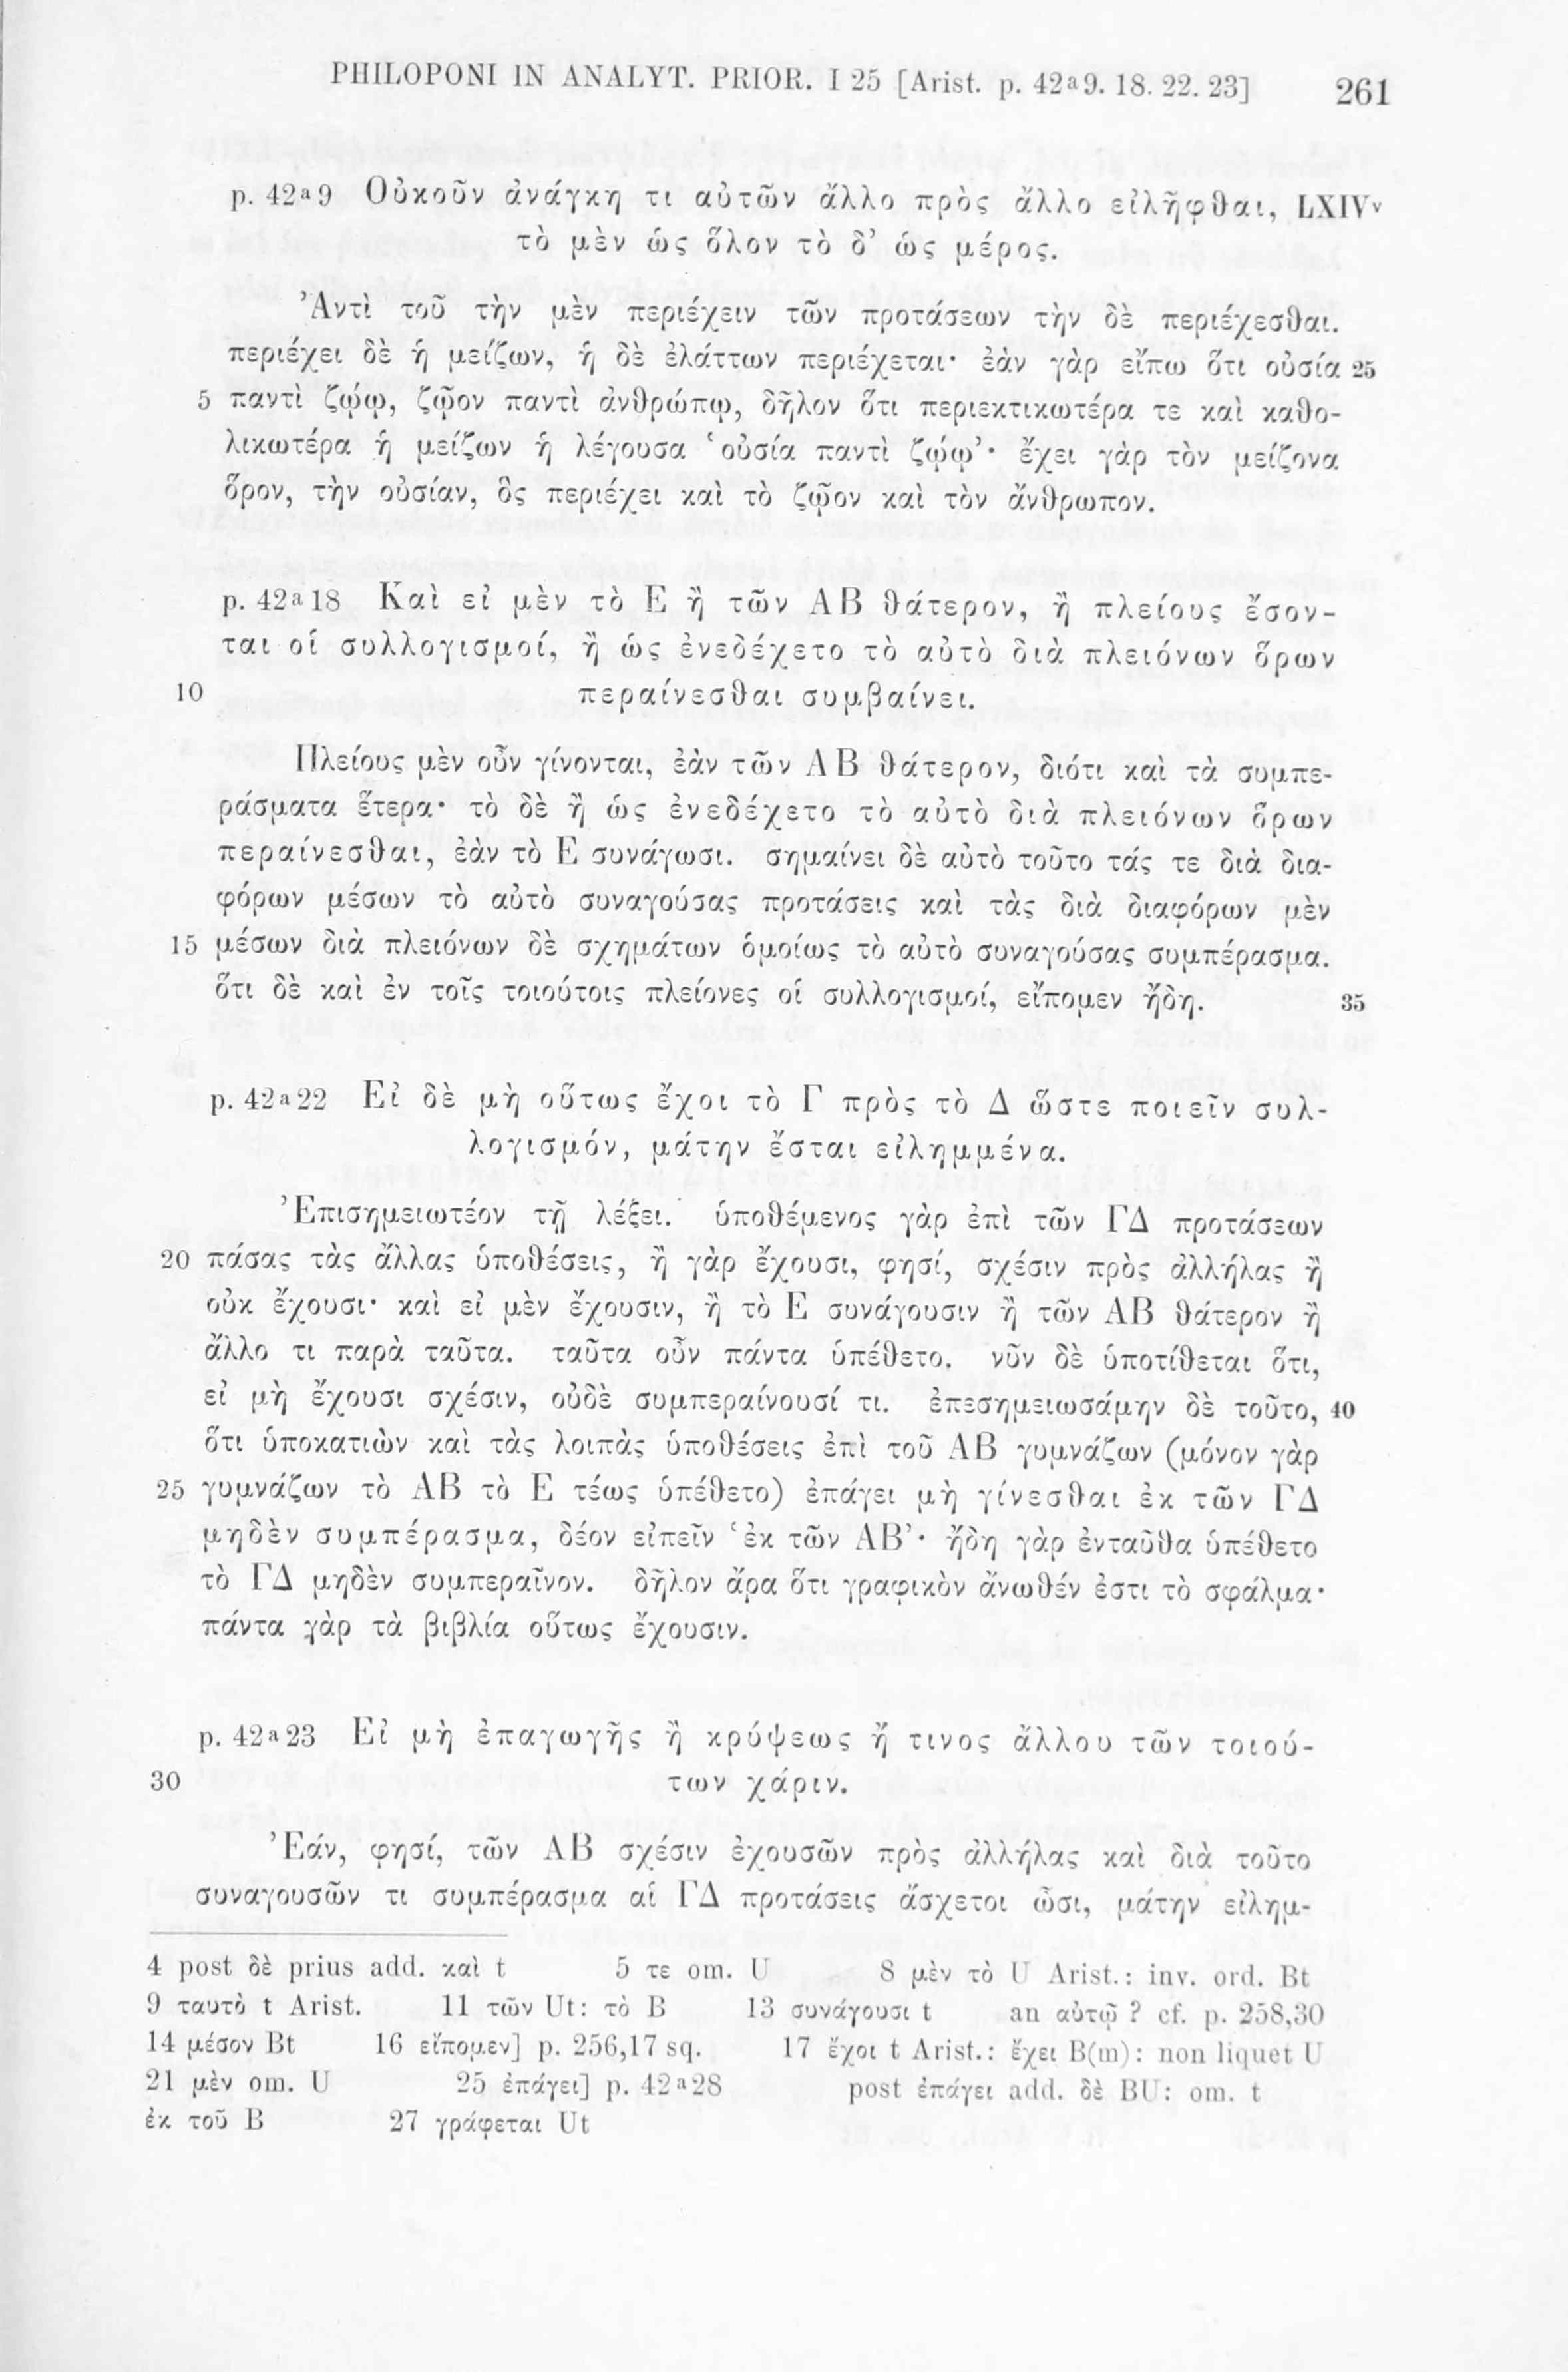 PHILOPONI IN ANALYT. PRIOR. I 25 [Arist. p. 42a9. 18. 22. 23] 261
p. 42a9 Οὐκοῦν ἀνάγκη τι αὐτῶν ἄλλο πρὸς ἄλλο εἰλῆφθαι, LXIVv
τὸ μὲν ὡς ὅλον τὸ δ’ ὡς μέρος.
Ἀντὶ τοῦ τὴν μὲν περιέχειν τῶν προτάσεων τὴν δὲ περιέχεσθαι.
περιέχει δὲ ἡ μείζων, ἡ δὲ ἐλάττων περιέχεται· ἐὰν γὰρ εἴπω ὅτι οὐσία 25
5 παντὶ ζῴῳ, ζῷον παντὶ ἀνθρώπῳ, δῆλον ὅτι περιεκτικωτέρα τε καὶ καθο-
λικωτέρα ἡ μείζων ἡ λέγουσα ‘οὐσία παντὶ ζῴῳ’· ἔχει γὰρ τὸν μείζονα
ὅρον, τὴν οὐσίαν, ὃς περιέχει καὶ τὸ ζῷον καὶ τὸν ἄνθρωπον.
p. 42a18 Καὶ εἰ μὲν τὸ Ε ἢ τῶν ΑΒ θάτερον, ἢ πλείους ἔσον-
ται οἱ συλλογισμοί, ἢ ὡς ἐνεδέχετο τὸ αὐτὸ διὰ πλειόνων ὅρων
10 περαίνεσθαι συμβαίνει.
Πλείους μὲν οὖν γίνονται, ἐὰν τῶν ΑΒ θάτερον, διότι καὶ τὰ συμπε-
ράσματα ἕτερα· τὸ δὲ ἢ ὡς ἐνεδέχετο τὸ αὐτὸ διὰ πλειόνων ὅρων
περαίνεσθαι, ἐὰν τὸ Ε συνάγωσι. σημαίνει δὲ αὐτὸ τοῦτο τάς τε διὰ δια-
φόρων μέσων τὸ αὐτὸ συναγούσας προτάσεις καὶ τὰς διὰ διαφόρων μὲν
15 μέσων διὰ πλειόνων δὲ σχημάτων ὁμοίως τὸ αὐτὸ συναγούσας συμπέρασμα.
ὅτι δὲ καὶ ἐν τοῖς τοιούτοις πλείονες οἱ συλλογισμοί, εἴπομεν ἤδη. 35
p. 42a22 Εἰ δὲ μὴ οὕτως ἔχοι τὸ Γ πρὸς τὸ Δ ὥστε ποιεῖν συλ-
λογισμόν, μάτην ἔσται εἰλημμένα.
Ἐπισημειωτέον τῇ λέξει. ὑποθέμενος γὰρ ἐπὶ τῶν ΓΔ προτάσεων
20 πάσας τὰς ἄλλας ὑποθέσεις, ἢ γὰρ ἔχουσι, φησί, σχέσιν πρὸς ἀλλήλας ἢ
οὐκ ἔχουσι· καὶ εἰ μὲν ἔχουσιν, ἢ τὸ Ε συνάγουσιν ἢ τῶν ΑΒ θάτερον ἢ
ἄλλο τι παρὰ ταῦτα. ταῦτα οὖν πάντα ὑπέθετο. νῦν δὲ ὑποτίθεται ὅτι,
εἰ μὴ ἔχουσι σχέσιν, οὐδὲ συμπεραίνουσί τι. ἐπεσημειωσάμην δὲ τοῦτο, 40
ὅτι ὑποκατιὼν καὶ τὰς λοιπὰς ὑποθέσεις ἐπὶ τοῦ ΑΒ γυμνάζων (μόνον γὰρ
25 γυμνάζων τὸ ΑΒ τὸ Ε τέως ὑπέθετο) ἐπάγει μὴ γίνεσθαι ἐκ τῶν ΓΔ
μηδὲν συμπέρασμα, δέον εἰπεῖν ‘ἐκ τῶν ΑΒ’· ἤδη γὰρ ἐνταῦθα ὑπέθετο
τὸ ΓΔ μηδὲν συμπεραῖνον. δῆλον ἄρα ὅτι γραφικὸν ἄνωθέν ἐστι τὸ σφάλμα·
πάντα γὰρ τὰ βιβλία οὕτως ἔχουσιν.
p. 42a23 Εἰ μὴ ἐπαγωγῆς ἢ κρύψεως ἤ τινος ἄλλου τῶν τοιού-
30 των χάριν.
Ἐάν, φησί, τῶν ΑΒ σχέσιν ἐχουσῶν πρὸς ἀλλήλας καὶ διὰ τοῦτο
συναγουσῶν τι συμπέρασμα αἱ ΓΔ προτάσεις ἄσχετοι ὦσι, μάτην εἰλημ-
4 post δὲ prius add. καὶ t 5 τε om. U 8 μὲν τὸ U Arist.: inv. ord. Bt
9 ταυτὸ t Arist. 11 τῶν Ut: τὸ B 13 συνάγουσι t an αὐτῷ ? cf. p. 258,30
14 μέσον Bt 16 εἴπομεν] p. 256,17 sq. 17 ἔχοι t Arist.: ἔχει B(m): non liquet U
21 μὲν om. U 25 ἐπάγει] p. 42a28 post ἐπάγει add. δὲ BU: om. t
ἐκ τοῦ B 27 γράφεται Ut